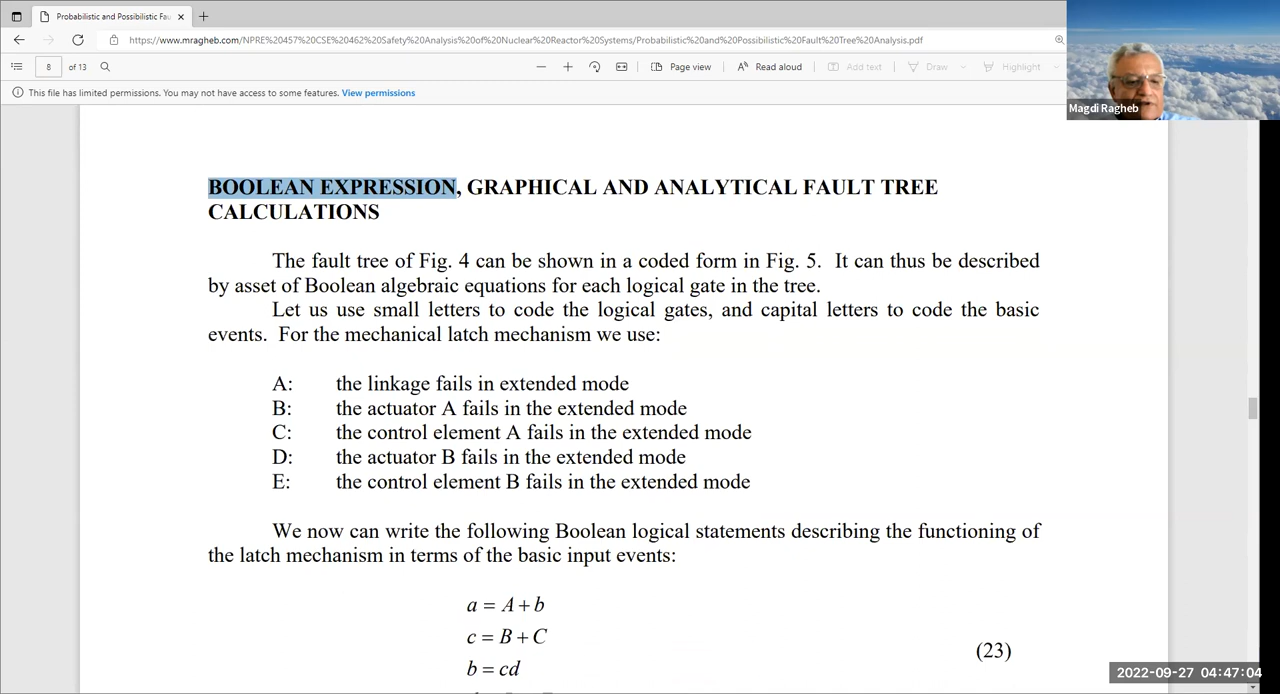 Probabilistic and Possibilistic Fau
https://www.mragheb.com/NPRE%20457%20CSE%20462%20Safety%20Analysis%20of%20Nuclear%20Reactor%20Systems/Probabilistic%20and%20Possibilistic%20Fault%20Tree%20Analysis.pdf
8 of 13 Page view Read aloud Add text Draw Highlight
Magdi Ragheb
This file has limited permissions. You may not have access to some features. View permissions
BOOLEAN EXPRESSION, GRAPHICAL AND ANALYTICAL FAULT TREE
CALCULATIONS
The fault tree of Fig. 4 can be shown in a coded form in Fig. 5. It can thus be described
by asset of Boolean algebraic equations for each logical gate in the tree.
Let us use small letters to code the logical gates, and capital letters to code the basic
events. For the mechanical latch mechanism we use:
A: the linkage fails in extended mode
B: the actuator A fails in the extended mode
C: the control element A fails in the extended mode
D: the actuator B fails in the extended mode
E: the control element B fails in the extended mode
We now can write the following Boolean logical statements describing the functioning of
the latch mechanism in terms of the basic input events:
a = A + b
c = B + C
(23)
b = cd
2022-09-27 04:47:04